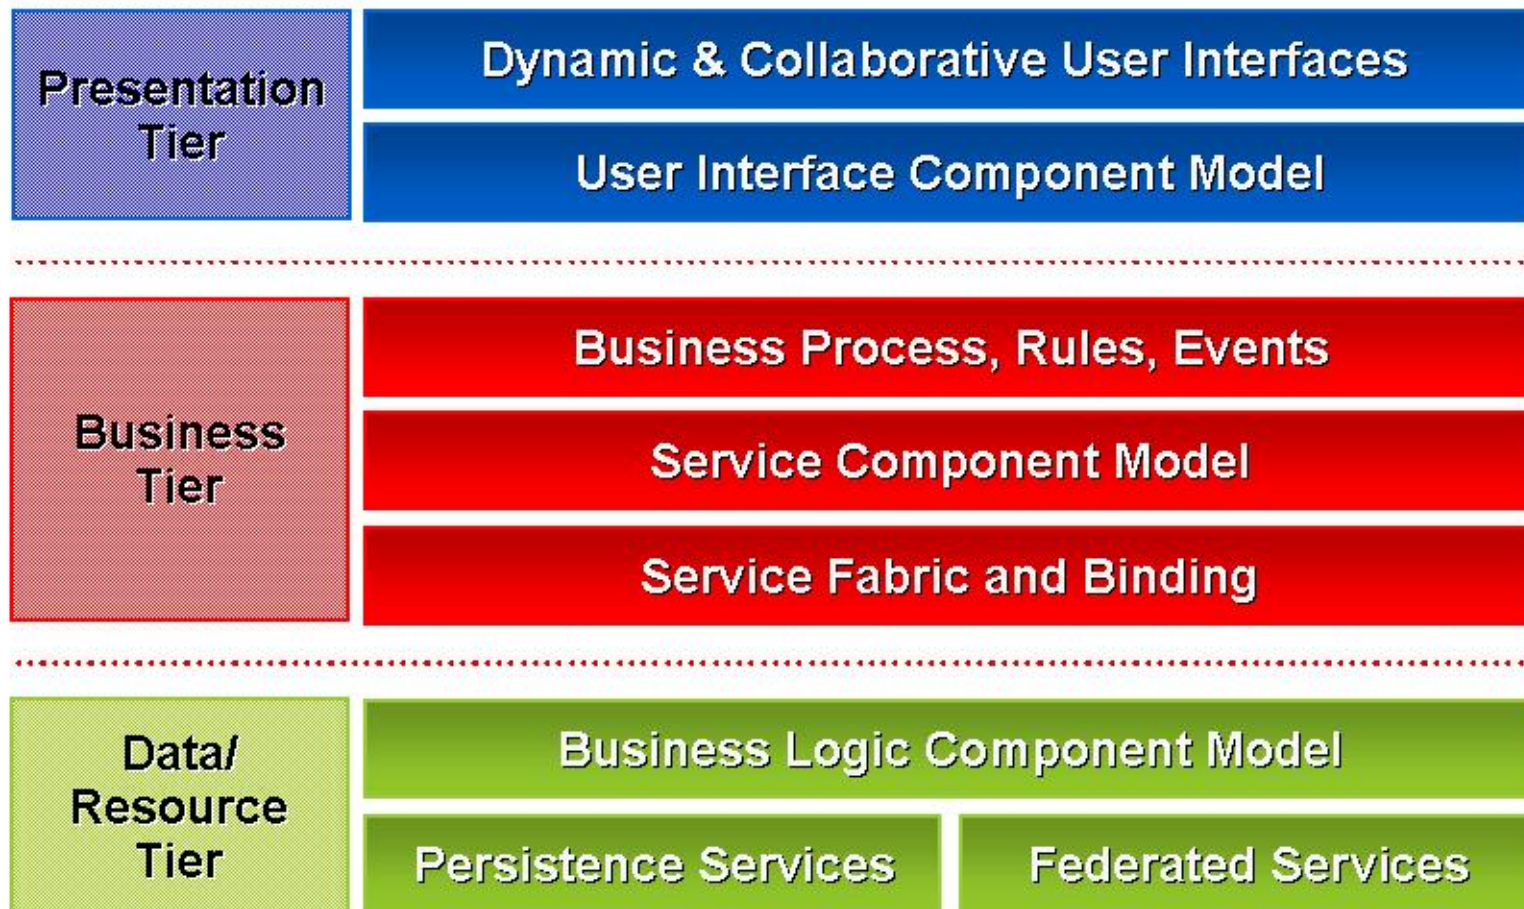 Presentation
Tier
Dynamic & Collaborative User Interfaces
User Interface Component Model
Business
Tier
Business Process, Rules, Events
Service Component Model
Service Fabric and Binding
Data/
Resource
Tier
Business Logic Component Model
Persistence Services
Federated Services